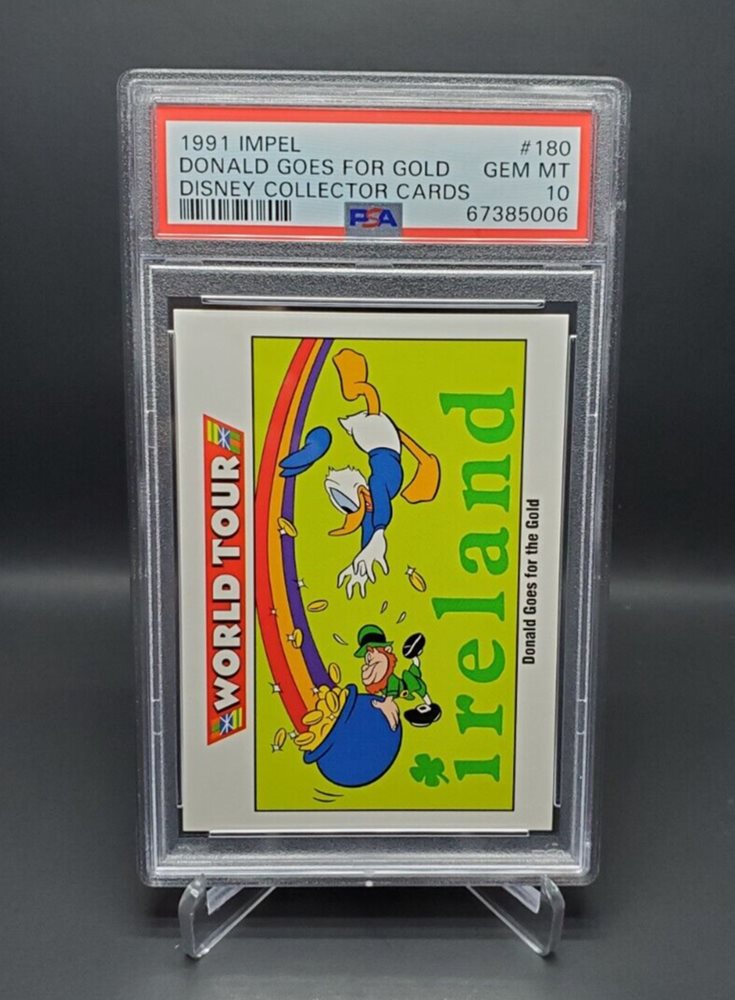 1991 IMPEL #180
DONALD GOES FOR GOLD GEM MT
DISNEY COLLECTOR CARDS 10
PSA 67385006
WORLD TOUR
ireland
Donald Goes for the Gold